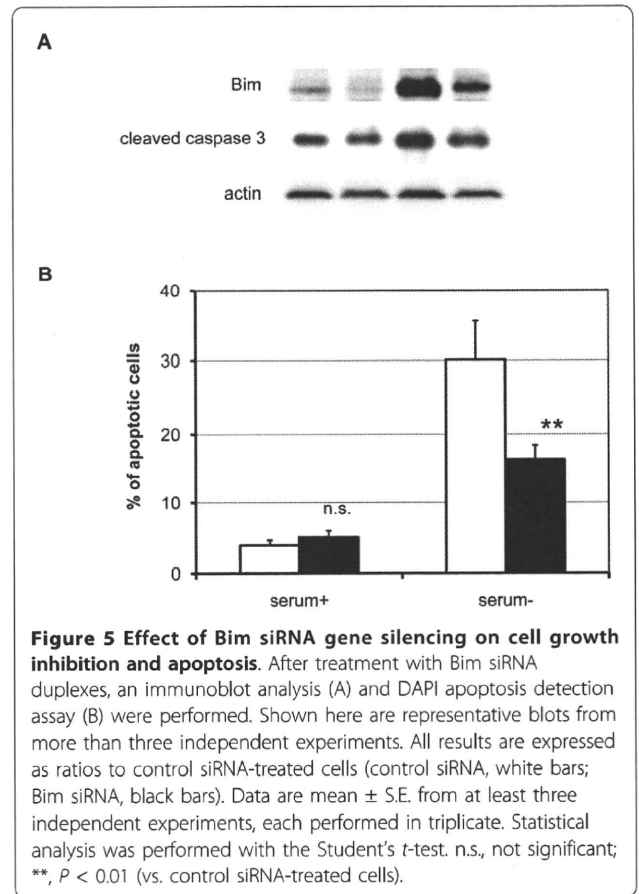 A
Bim
cleaved caspase 3
actin
B
40
30
20
10
0
% of apoptotic cells
n.s.
**
serum+
serum-
Figure 5 Effect of Bim siRNA gene silencing on cell growth
inhibition and apoptosis. After treatment with Bim siRNA
duplexes, an immunoblot analysis (A) and DAPI apoptosis detection
assay (B) were performed. Shown here are representative blots from
more than three independent experiments. All results are expressed
as ratios to control siRNA-treated cells (control siRNA, white bars;
Bim siRNA, black bars). Data are mean ± S.E. from at least three
independent experiments, each performed in triplicate. Statistical
analysis was performed with the Student's t-test. n.s., not significant;
**, P < 0.01 (vs. control siRNA-treated cells).